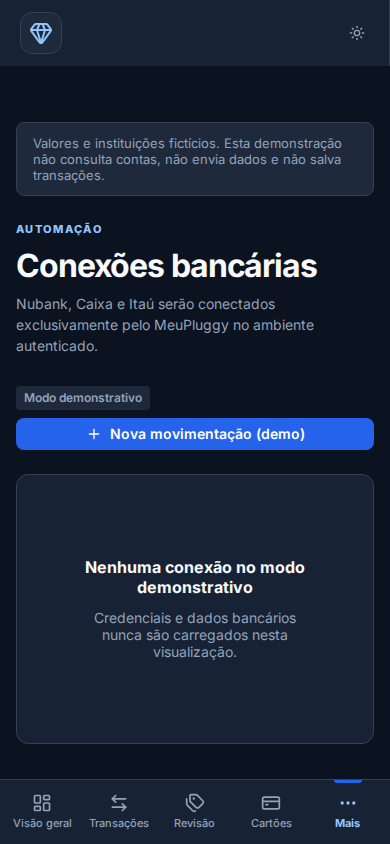 Valores e instituições fictícios. Esta demonstração
não consulta contas, não envia dados e não salva
transações.
AUTOMAÇÃO
Conexões bancárias
Nubank, Caixa e Itaú serão conectados
exclusivamente pelo MeuPluggy no ambiente
autenticado.
Modo demonstrativo
Nova movimentação (demo)
Nenhuma conexão no modo
demonstrativo
Credenciais e dados bancários
nunca são carregados nesta
visualização.
Visão geral
Transações
Revisão
Cartões
Mais